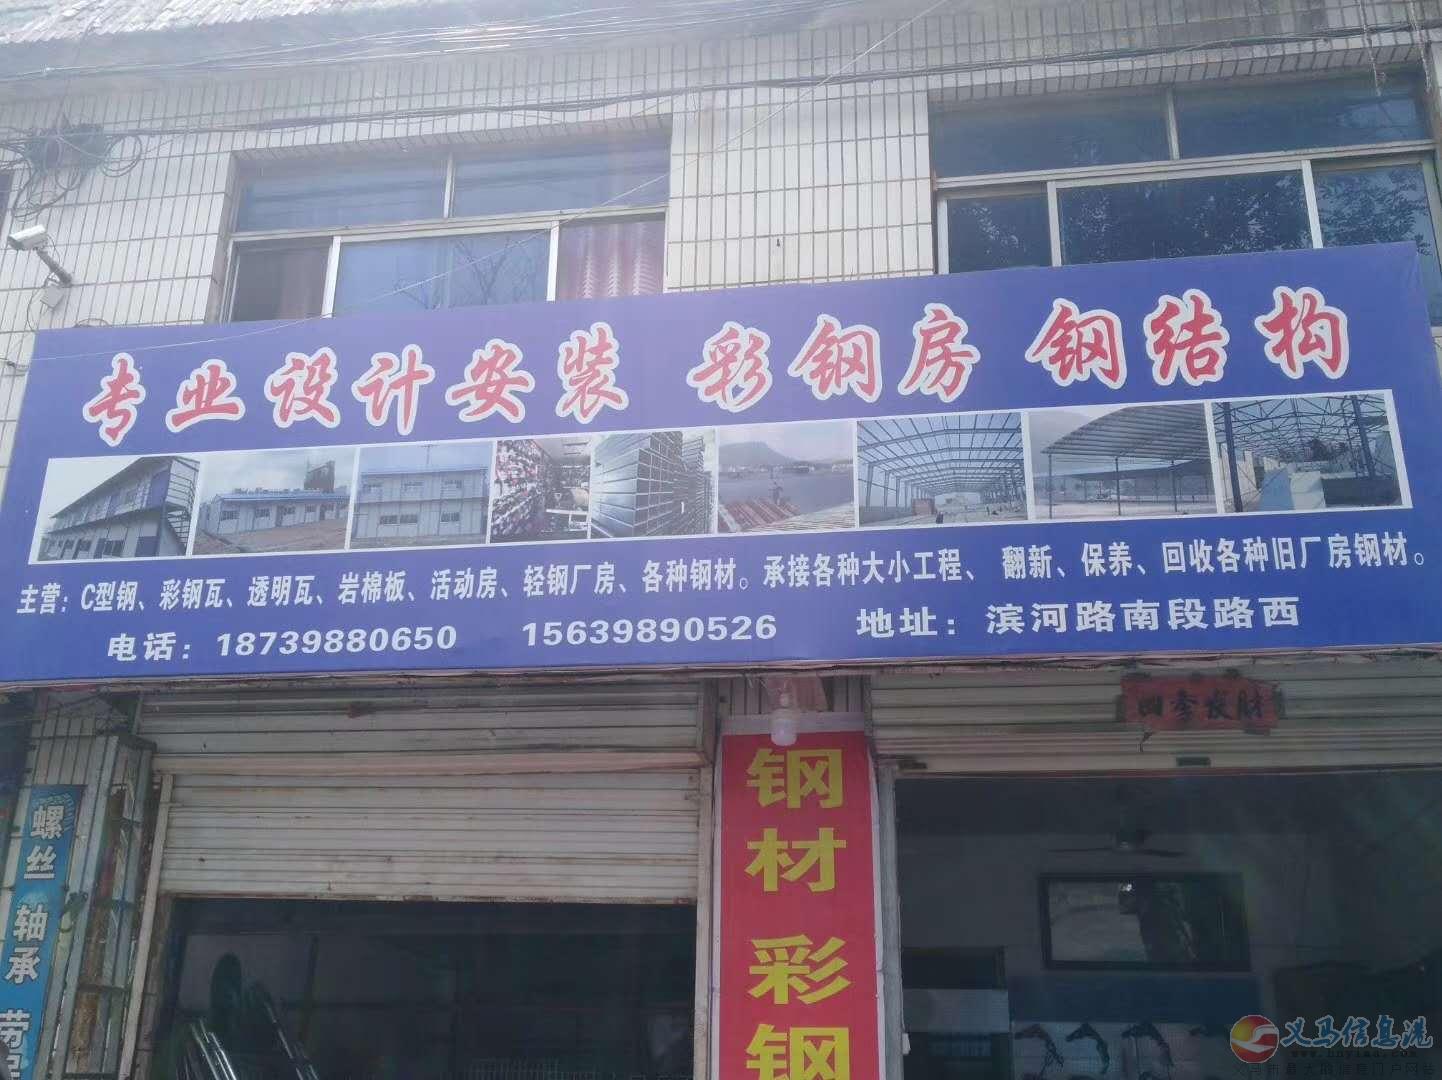 专业设计安装 彩钢房 钢结构
主营：C型钢、彩钢瓦、透明瓦、岩棉板、活动房、轻钢厂房、各种钢材。承接各种大小工程、翻新、保养、回收各种旧厂房钢材。
电话：18739880650 15639890526 地址：滨河路南段路西
四季发财
钢材 彩钢
螺丝 轴承 劳
义马信息港
www.hnyima.com